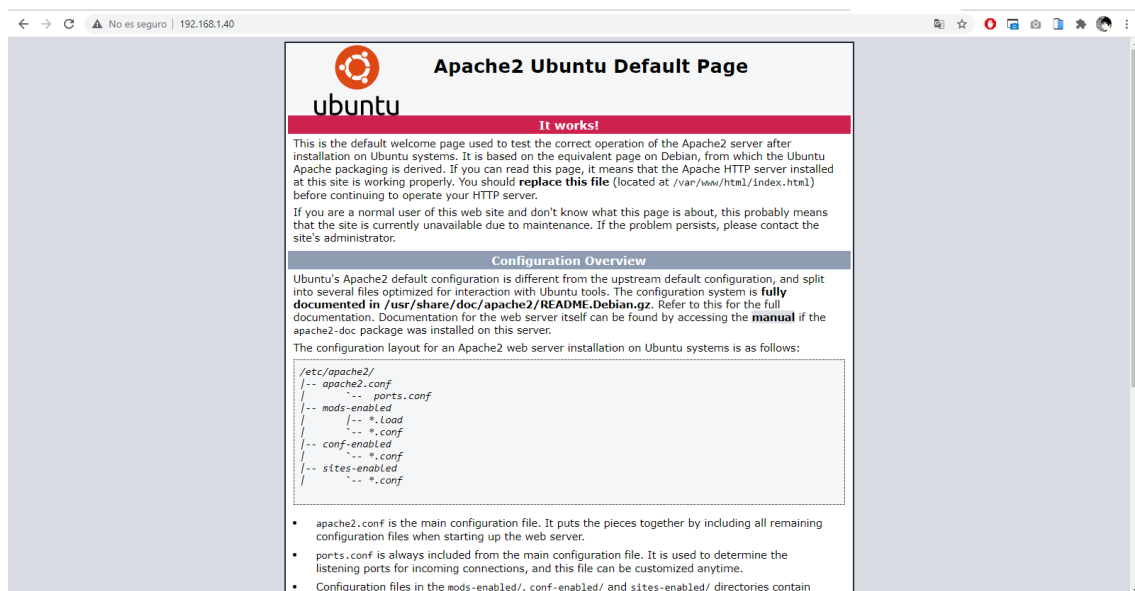 No es seguro | 192.168.1.40
ubuntu
Apache2 Ubuntu Default Page
It works!
This is the default welcome page used to test the correct operation of the Apache2 server after
installation on Ubuntu systems. It is based on the equivalent page on Debian, from which the Ubuntu
Apache packaging is derived. If you can read this page, it means that the Apache HTTP server installed
at this site is working properly. You should replace this file (located at /var/www/html/index.html)
before continuing to operate your HTTP server.
If you are a normal user of this web site and don't know what this page is about, this probably means
that the site is currently unavailable due to maintenance. If the problem persists, please contact the
site's administrator.
Configuration Overview
Ubuntu's Apache2 default configuration is different from the upstream default configuration, and split
into several files optimized for interaction with Ubuntu tools. The configuration system is fully
documented in /usr/share/doc/apache2/README.Debian.gz. Refer to this for the full
documentation. Documentation for the web server itself can be found by accessing the manual if the
apache2-doc package was installed on this server.
The configuration layout for an Apache2 web server installation on Ubuntu systems is as follows:
/etc/apache2/
|-- apache2.conf
|       `--  ports.conf
|-- mods-enabled
|       |-- *.load
|       `-- *.conf
|-- conf-enabled
|       `-- *.conf
|-- sites-enabled
|       `-- *.conf
• apache2.conf is the main configuration file. It puts the pieces together by including all remaining
configuration files when starting up the web server.
• ports.conf is always included from the main configuration file. It is used to determine the
listening ports for incoming connections, and this file can be customized anytime.
• Configuration files in the mods-enabled/, conf-enabled/ and sites-enabled/ directories contain